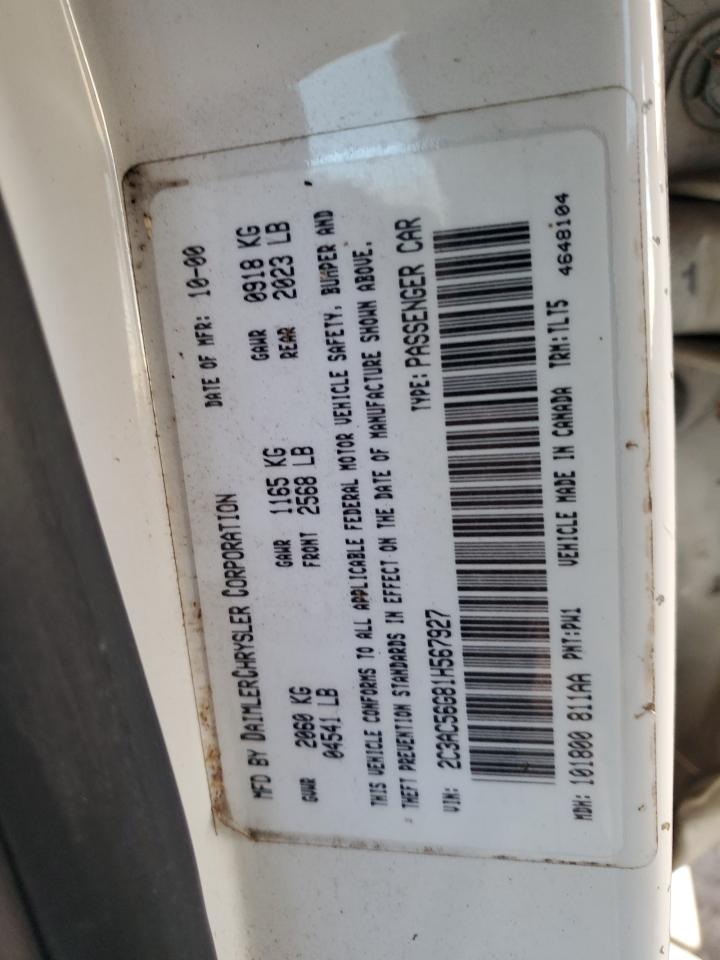 MFD BY DAIMLERCHRYSLER CORPORATION DATE OF MFR: 10-00
GVWR 2060 KG GAWR 1165 KG GAWR 0918 KG
04541 LB FRONT 2568 LB REAR 2023 LB
THIS VEHICLE CONFORMS TO ALL APPLICABLE FEDERAL MOTOR VEHICLE SAFETY, BUMPER AND
THEFT PREVENTION STANDARDS IN EFFECT ON THE DATE OF MANUFACTURE SHOWN ABOVE.
VIN: 2C3AC56G81H567927 TYPE: PASSENGER CAR
MDH: 101800 811AA PNT:PW1 VEHICLE MADE IN CANADA TRM:TLT5 4648104